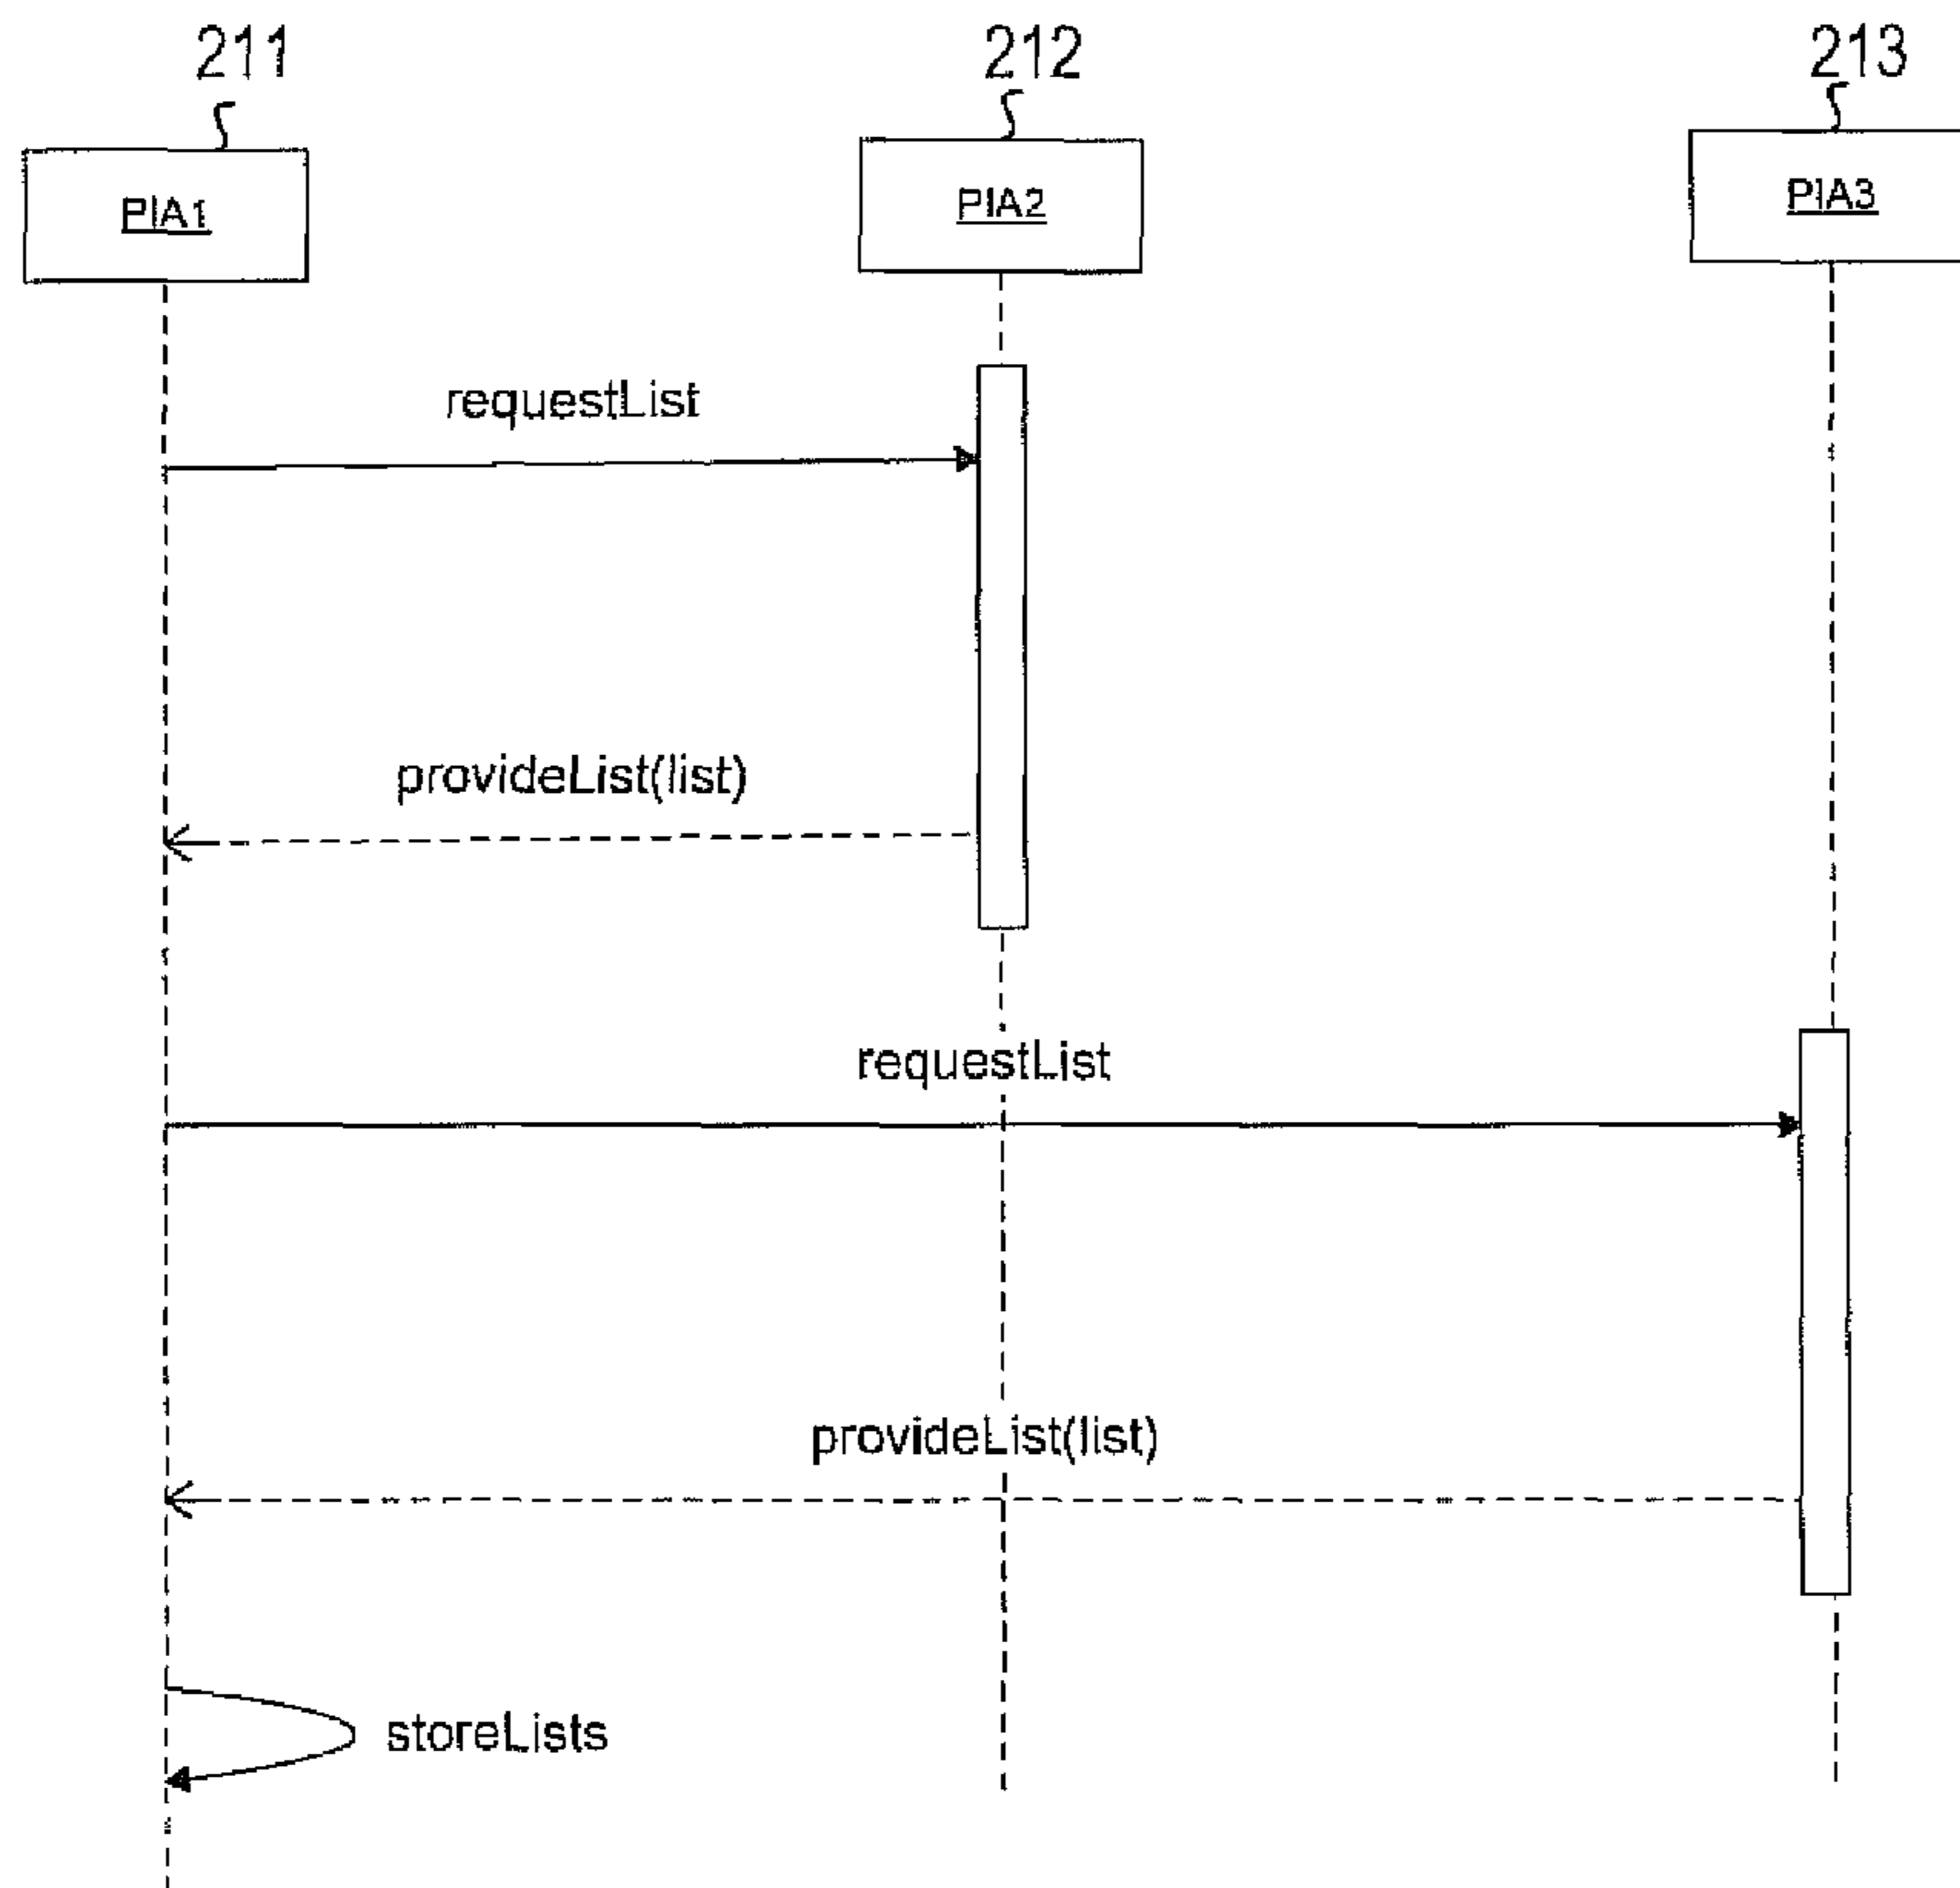 211
212
213
PIA1
PIA2
PIA3
requestList
provideList(list)
requestList
provideList(list)
storeLists